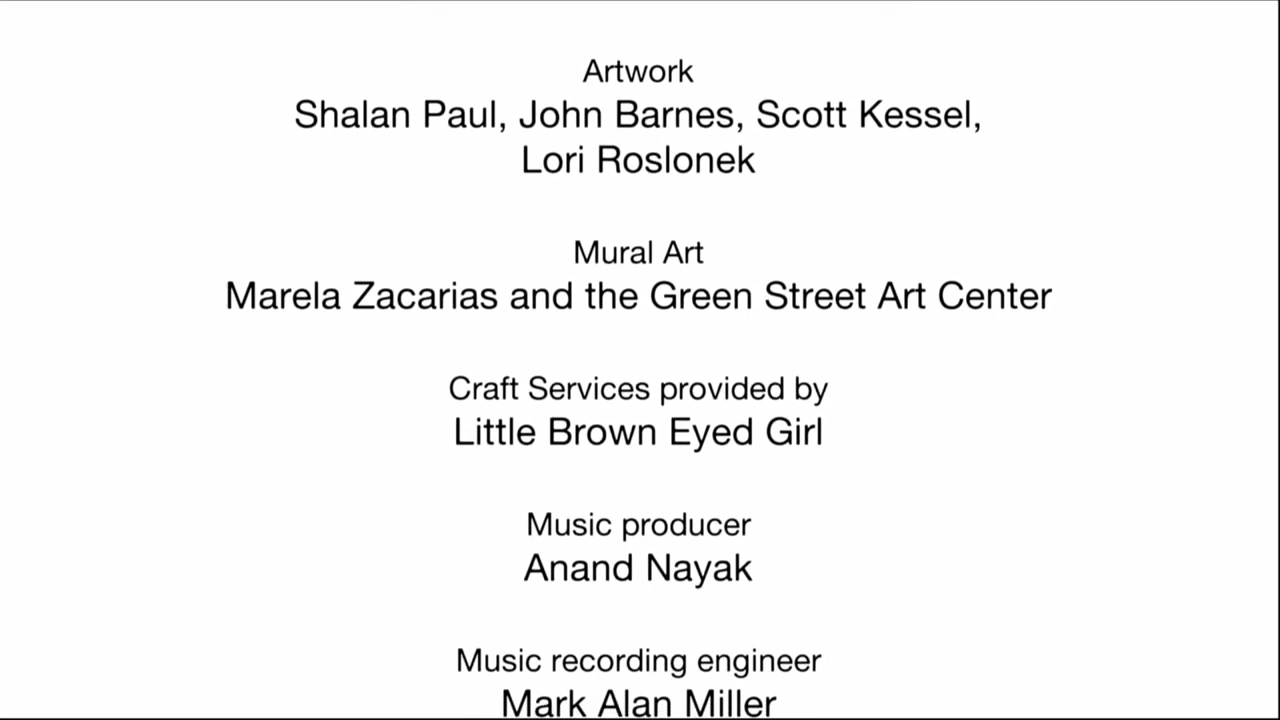 Artwork
Shalan Paul, John Barnes, Scott Kessel,
Lori Roslonek
Mural Art
Marela Zacarias and the Green Street Art Center
Craft Services provided by
Little Brown Eyed Girl
Music producer
Anand Nayak
Music recording engineer
Mark Alan Miller